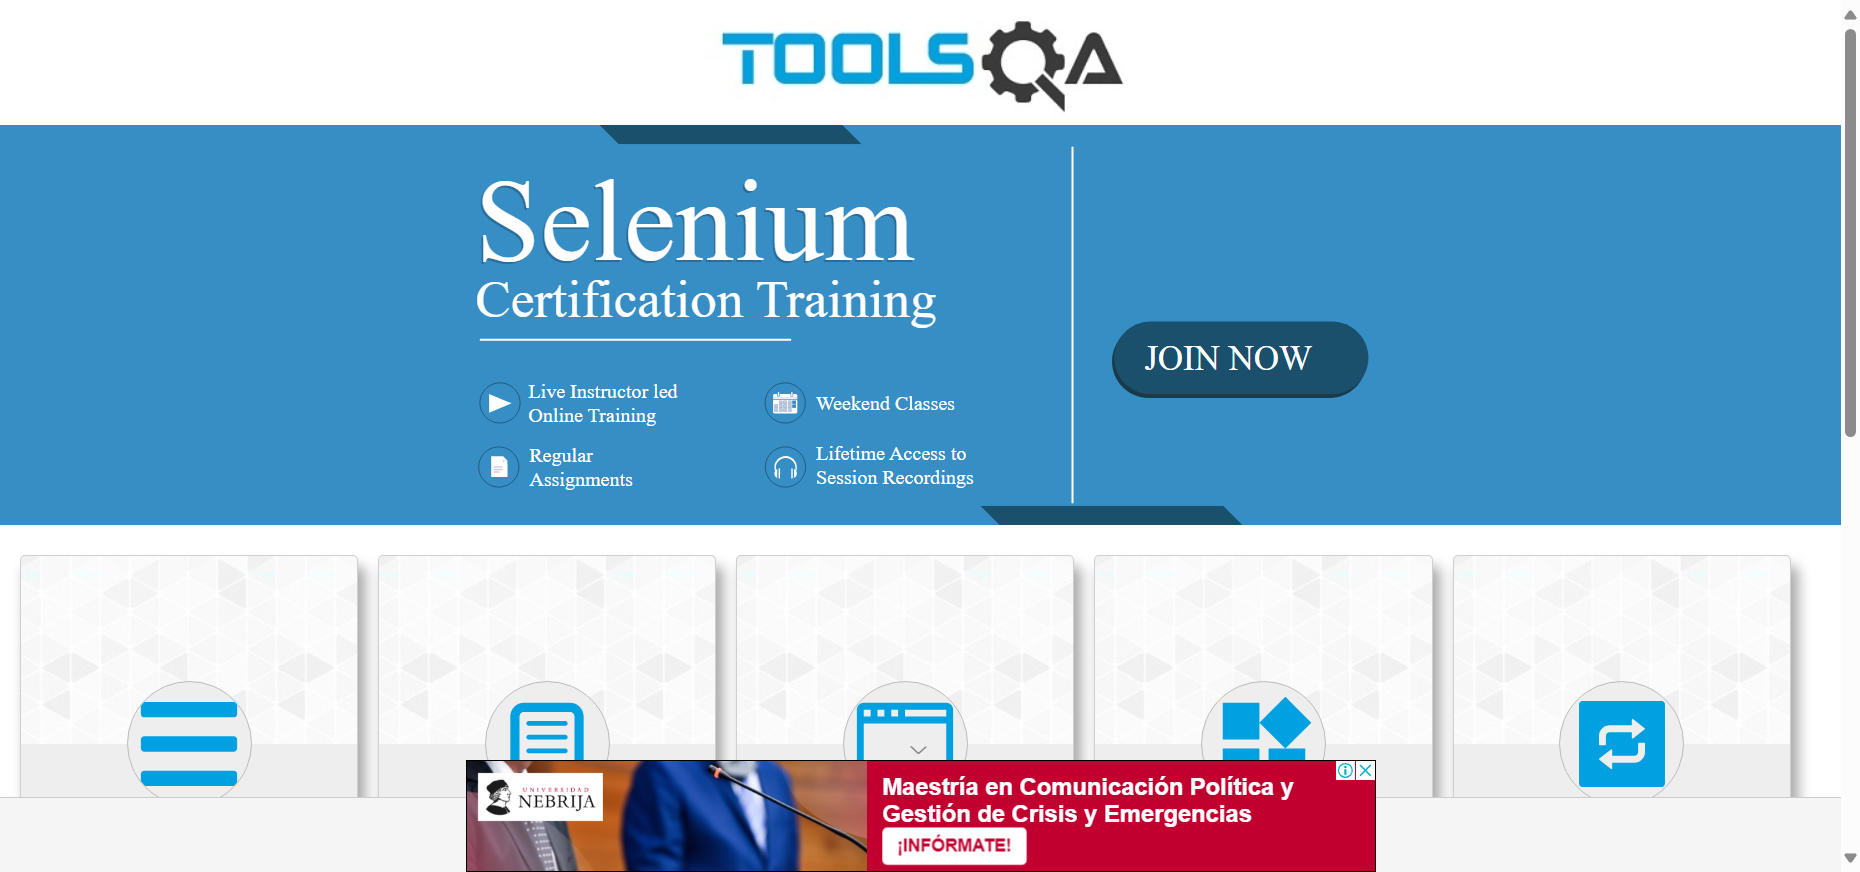 TOOLSQA
Selenium
Certification Training
JOIN NOW
Live Instructor led
Online Training
Weekend Classes
Regular
Assignments
Lifetime Access to
Session Recordings
UNIVERSIDAD
NEBRIJA
Maestría en Comunicación Política y
Gestión de Crisis y Emergencias
¡INFÓRMATE!